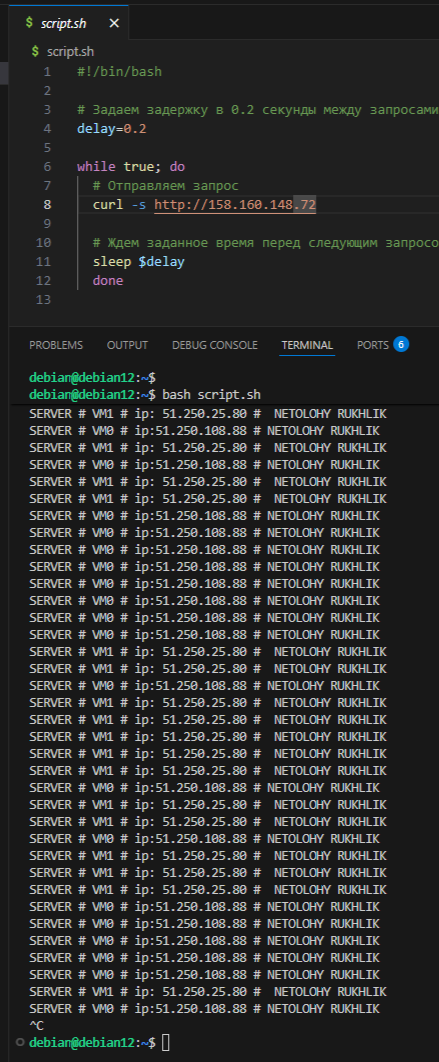 $ script.sh ×
$ script.sh
1 #!/bin/bash
2
3 # Задаем задержку в 0.2 секунды между запросами
4 delay=0.2
5
6 while true; do
7 # Отправляем запрос
8 curl -s http://158.160.148.72
9
10 # Ждем заданное время перед следующим запросо
11 sleep $delay
12 done
13
PROBLEMS OUTPUT DEBUG CONSOLE TERMINAL PORTS 6
debian@debian12:~$
debian@debian12:~$ bash script.sh
SERVER # VM1 # ip: 51.250.25.80 #  NETOLOHY RUKHLIK
SERVER # VM0 # ip:51.250.108.88 # NETOLOHY RUKHLIK
SERVER # VM1 # ip: 51.250.25.80 #  NETOLOHY RUKHLIK
SERVER # VM0 # ip:51.250.108.88 # NETOLOHY RUKHLIK
SERVER # VM1 # ip: 51.250.25.80 #  NETOLOHY RUKHLIK
SERVER # VM1 # ip: 51.250.25.80 #  NETOLOHY RUKHLIK
SERVER # VM0 # ip:51.250.108.88 # NETOLOHY RUKHLIK
SERVER # VM0 # ip:51.250.108.88 # NETOLOHY RUKHLIK
SERVER # VM0 # ip:51.250.108.88 # NETOLOHY RUKHLIK
SERVER # VM0 # ip:51.250.108.88 # NETOLOHY RUKHLIK
SERVER # VM0 # ip:51.250.108.88 # NETOLOHY RUKHLIK
SERVER # VM0 # ip:51.250.108.88 # NETOLOHY RUKHLIK
SERVER # VM0 # ip:51.250.108.88 # NETOLOHY RUKHLIK
SERVER # VM0 # ip:51.250.108.88 # NETOLOHY RUKHLIK
SERVER # VM1 # ip: 51.250.25.80 #  NETOLOHY RUKHLIK
SERVER # VM1 # ip: 51.250.25.80 #  NETOLOHY RUKHLIK
SERVER # VM0 # ip:51.250.108.88 # NETOLOHY RUKHLIK
SERVER # VM1 # ip: 51.250.25.80 #  NETOLOHY RUKHLIK
SERVER # VM1 # ip: 51.250.25.80 #  NETOLOHY RUKHLIK
SERVER # VM1 # ip: 51.250.25.80 #  NETOLOHY RUKHLIK
SERVER # VM1 # ip: 51.250.25.80 #  NETOLOHY RUKHLIK
SERVER # VM1 # ip: 51.250.25.80 #  NETOLOHY RUKHLIK
SERVER # VM0 # ip:51.250.108.88 # NETOLOHY RUKHLIK
SERVER # VM1 # ip: 51.250.25.80 #  NETOLOHY RUKHLIK
SERVER # VM1 # ip: 51.250.25.80 #  NETOLOHY RUKHLIK
SERVER # VM0 # ip:51.250.108.88 # NETOLOHY RUKHLIK
SERVER # VM1 # ip: 51.250.25.80 #  NETOLOHY RUKHLIK
SERVER # VM1 # ip: 51.250.25.80 #  NETOLOHY RUKHLIK
SERVER # VM1 # ip: 51.250.25.80 #  NETOLOHY RUKHLIK
SERVER # VM0 # ip:51.250.108.88 # NETOLOHY RUKHLIK
SERVER # VM0 # ip:51.250.108.88 # NETOLOHY RUKHLIK
SERVER # VM0 # ip:51.250.108.88 # NETOLOHY RUKHLIK
SERVER # VM0 # ip:51.250.108.88 # NETOLOHY RUKHLIK
SERVER # VM0 # ip:51.250.108.88 # NETOLOHY RUKHLIK
SERVER # VM1 # ip: 51.250.25.80 #  NETOLOHY RUKHLIK
SERVER # VM0 # ip:51.250.108.88 # NETOLOHY RUKHLIK
^C
debian@debian12:~$